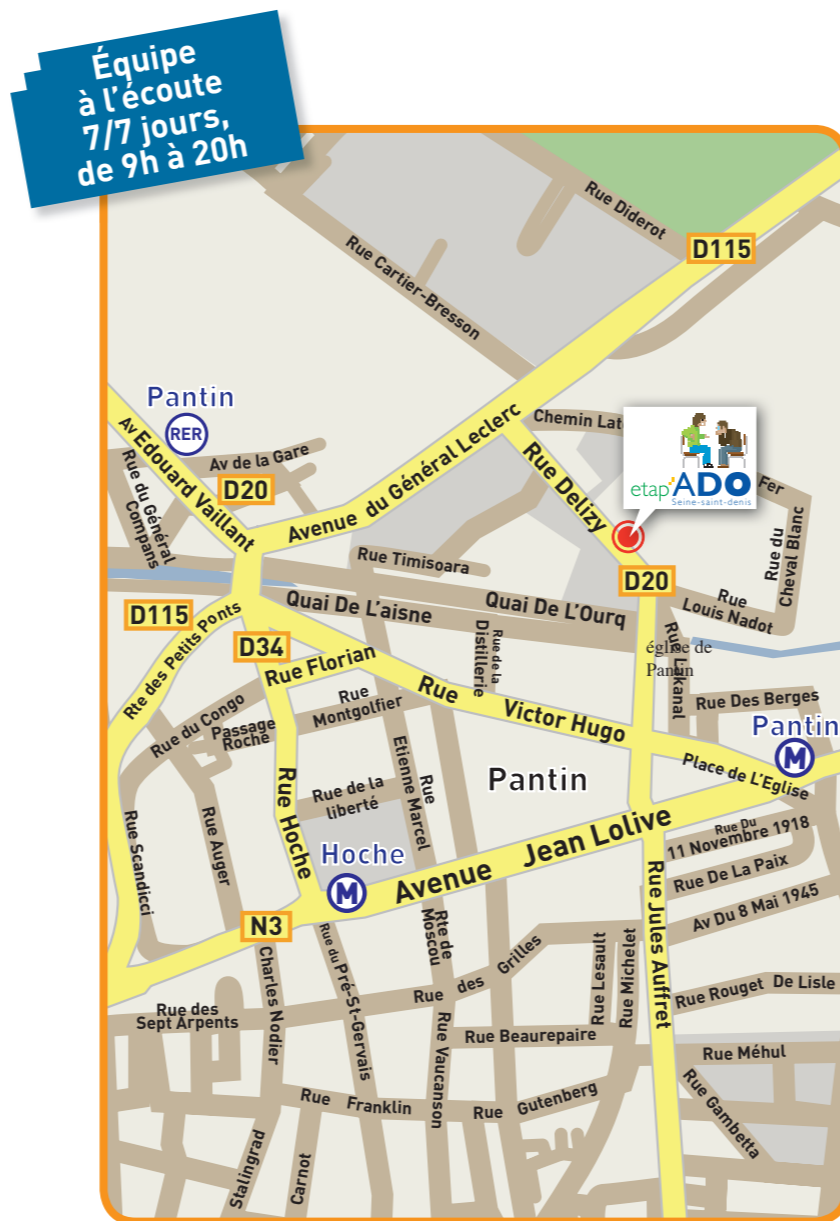 Équipe
à l'écoute
7/7 jours,
de 9h à 20h
Rue Diderot
D115
Rue Cartier-Bresson
Pantin
RER
Av Edouard Vaillant
Av de la Gare
D20
Rue du Général
Compans
Avenue du Général Leclerc
Chemin
Rue Delizy
etap'ADO
Seine-saint-denis
Fer
Rue du
Cheval Blanc
D20
Rue
Louis Nadot
Rue Timisoara
Quai De L'aisne
Quai De L'Ourq
D115
Rte des Petits Ponts
D34
Rue Florian
Rue de la
Distillerie
église de
Pantin
Rue Lakanal
Rue Des Berges
Rue du Congo
Passage
Roche
Rue
Montgolfier
Rue Victor Hugo
Pantin
M
Place de L'Eglise
Rue Hoche
Rue de la
liberté
Rue
Etienne Marcel
Pantin
Rue Scandicci
Rue Auger
Hoche
M
Avenue Jean Lolive
Rue Du
11 Novembre 1918
Rue De La Paix
Av Du 8 Mai 1945
N3
Rue du Pré-St-Gervais
Rte de
Moscou
Rue des Grilles
Rue Lesault
Rue Michelet
Rue Jules Auffret
Rue Rouget De Lisle
Rue des
Sept Arpents
Charles Nodier
Rue Vaucanson
Rue Beaurepaire
Rue Méhul
Rue Gambetta
Rue Franklin
Rue Gutenberg
Stalingrad
Carnot